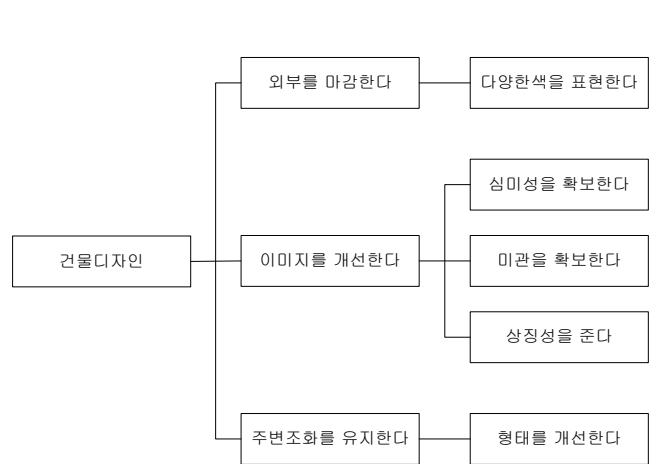 외부를 마감한다
다양한색을 표현한다
심미성을 확보한다
건물디자인
이미지를 개선한다
미관을 확보한다
상징성을 준다
주변조화를 유지한다
형태를 개선한다